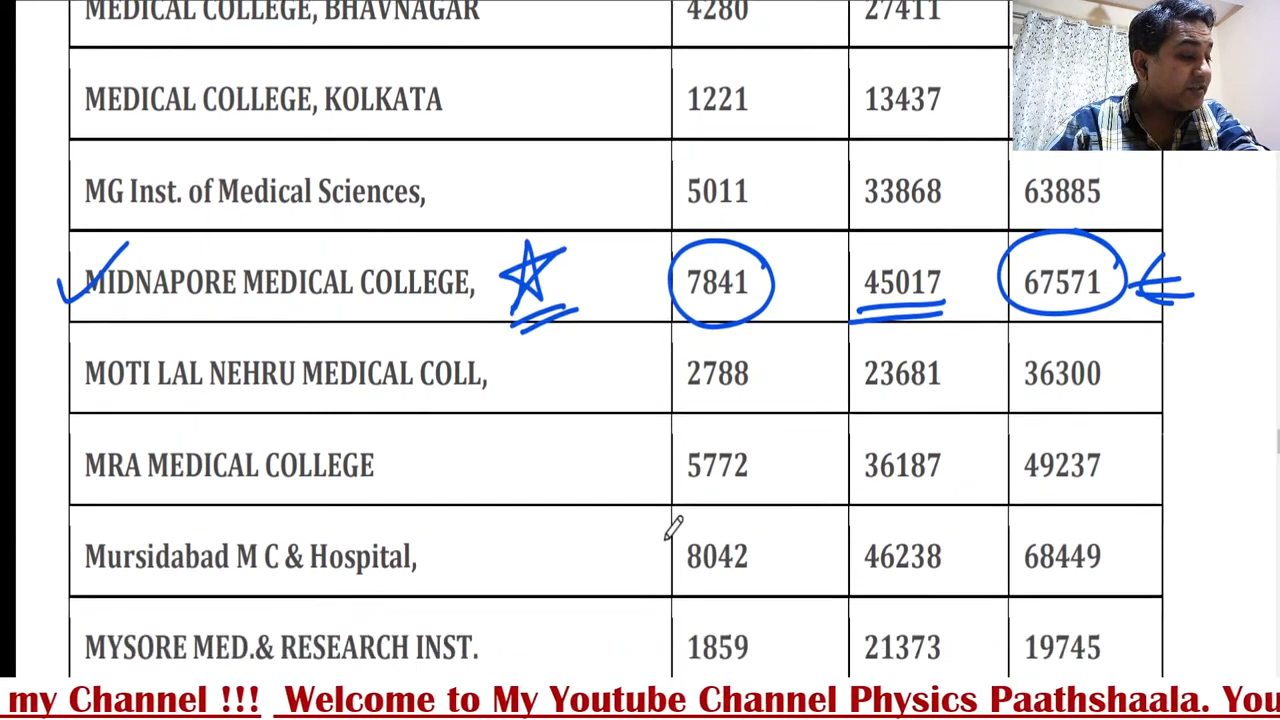 MEDICAL COLLEGE, BHAVNAGAR 4280 27411
MEDICAL COLLEGE, KOLKATA 1221 13437
MG Inst. of Medical Sciences, 5011 33868 63885
MIDNAPORE MEDICAL COLLEGE, 7841 45017 67571
MOTI LAL NEHRU MEDICAL COLL, 2788 23681 36300
MRA MEDICAL COLLEGE 5772 36187 49237
Mursidabad M C & Hospital, 8042 46238 68449
MYSORE MED.& RESEARCH INST. 1859 21373 19745
my Channel !!! Welcome to My Youtube Channel Physics Paathshaala. You